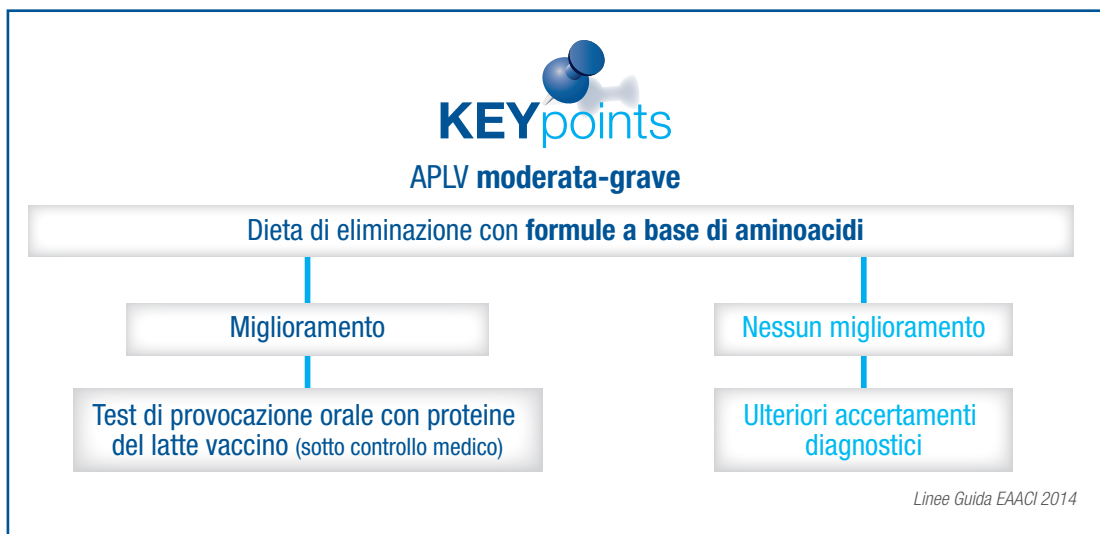 KEYpoints
APLV moderata-grave
Dieta di eliminazione con formule a base di aminoacidi
Miglioramento
Nessun miglioramento
Test di provocazione orale con proteine
del latte vaccino (sotto controllo medico)
Ulteriori accertamenti
diagnostici
Linee Guida EAACI 2014